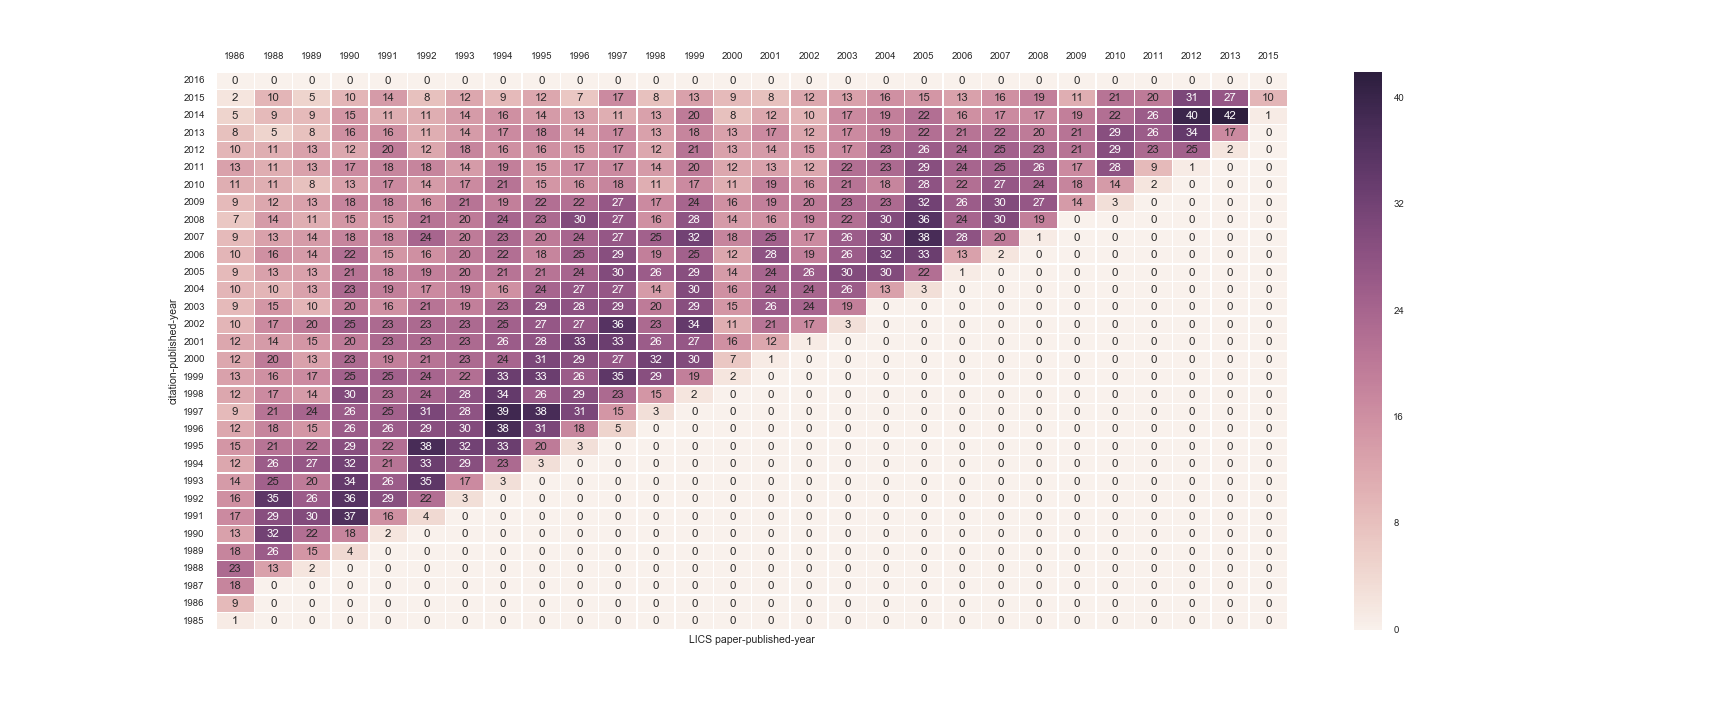 1986 1988 1989 1990 1991 1992 1993 1994 1995 1996 1997 1998 1999 2000 2001 2002 2003 2004 2005 2006 2007 2008 2009 2010 2011 2012 2013 2015
2016 0 0 0 0 0 0 0 0 0 0 0 0 0 0 0 0 0 0 0 0 0 0 0 0 0 0 0 0
2015 2 10 5 10 14 8 12 9 12 7 17 8 13 9 8 12 13 16 15 13 16 19 11 21 20 31 27 10
2014 5 9 9 15 11 11 14 16 14 13 11 13 20 8 12 10 17 19 22 16 17 17 19 22 26 40 42 1
2013 8 5 8 16 16 11 14 17 18 14 17 13 18 13 17 12 17 19 22 21 22 20 21 29 26 34 17 0
2012 10 11 13 12 20 12 18 16 16 15 17 12 21 13 14 15 17 23 26 24 25 23 21 29 23 25 2 0
2011 13 11 13 17 18 18 14 19 15 17 17 14 20 12 13 12 22 23 29 24 25 26 17 28 9 1 0 0
2010 11 11 8 13 17 14 17 21 15 16 18 11 17 11 19 16 21 18 28 22 27 24 18 14 2 0 0 0
2009 9 12 13 18 18 16 21 19 22 22 27 17 24 16 19 20 23 23 32 26 30 27 14 3 0 0 0 0
2008 7 14 11 15 15 21 20 24 23 30 27 16 28 14 16 19 22 30 36 24 30 19 0 0 0 0 0 0
2007 9 13 14 18 18 24 20 23 20 24 27 25 32 18 25 17 26 30 38 28 20 1 0 0 0 0 0 0
2006 10 16 14 22 15 16 20 22 18 25 29 19 25 12 28 19 26 32 33 13 2 0 0 0 0 0 0 0
2005 9 13 13 21 18 19 20 21 21 24 30 26 29 14 24 26 30 30 22 1 0 0 0 0 0 0 0 0
2004 10 10 13 23 19 17 19 16 24 27 27 14 30 16 24 24 26 13 3 0 0 0 0 0 0 0 0 0
2003 9 15 10 20 16 21 19 23 29 28 29 20 29 15 26 24 19 0 0 0 0 0 0 0 0 0 0 0
2002 10 17 20 25 23 23 23 25 27 27 36 23 34 11 21 17 3 0 0 0 0 0 0 0 0 0 0 0
2001 12 14 15 20 23 23 23 26 28 33 33 26 27 16 12 1 0 0 0 0 0 0 0 0 0 0 0 0
2000 12 20 13 23 19 21 23 24 31 29 27 32 30 7 1 0 0 0 0 0 0 0 0 0 0 0 0 0
1999 13 16 17 25 25 24 22 33 33 26 35 29 19 2 0 0 0 0 0 0 0 0 0 0 0 0 0 0
1998 12 17 14 30 23 24 28 34 26 29 23 15 2 0 0 0 0 0 0 0 0 0 0 0 0 0 0 0
1997 9 21 24 26 25 31 28 39 38 31 15 3 0 0 0 0 0 0 0 0 0 0 0 0 0 0 0 0
1996 12 18 15 26 26 29 30 38 31 18 5 0 0 0 0 0 0 0 0 0 0 0 0 0 0 0 0 0
1995 15 21 22 29 22 38 32 33 20 3 0 0 0 0 0 0 0 0 0 0 0 0 0 0 0 0 0 0
1994 12 26 27 32 21 33 29 23 3 0 0 0 0 0 0 0 0 0 0 0 0 0 0 0 0 0 0 0
1993 14 25 20 34 26 35 17 3 0 0 0 0 0 0 0 0 0 0 0 0 0 0 0 0 0 0 0 0
1992 16 35 26 36 29 22 3 0 0 0 0 0 0 0 0 0 0 0 0 0 0 0 0 0 0 0 0 0
1991 17 29 30 37 16 4 0 0 0 0 0 0 0 0 0 0 0 0 0 0 0 0 0 0 0 0 0 0
1990 13 32 22 18 2 0 0 0 0 0 0 0 0 0 0 0 0 0 0 0 0 0 0 0 0 0 0 0
1989 18 26 15 4 0 0 0 0 0 0 0 0 0 0 0 0 0 0 0 0 0 0 0 0 0 0 0 0
1988 23 13 2 0 0 0 0 0 0 0 0 0 0 0 0 0 0 0 0 0 0 0 0 0 0 0 0 0
1987 18 0 0 0 0 0 0 0 0 0 0 0 0 0 0 0 0 0 0 0 0 0 0 0 0 0 0 0
1986 9 0 0 0 0 0 0 0 0 0 0 0 0 0 0 0 0 0 0 0 0 0 0 0 0 0 0 0
1985 1 0 0 0 0 0 0 0 0 0 0 0 0 0 0 0 0 0 0 0 0 0 0 0 0 0 0 0
citation-published-year
LICS paper-published-year
40
32
24
16
8
0